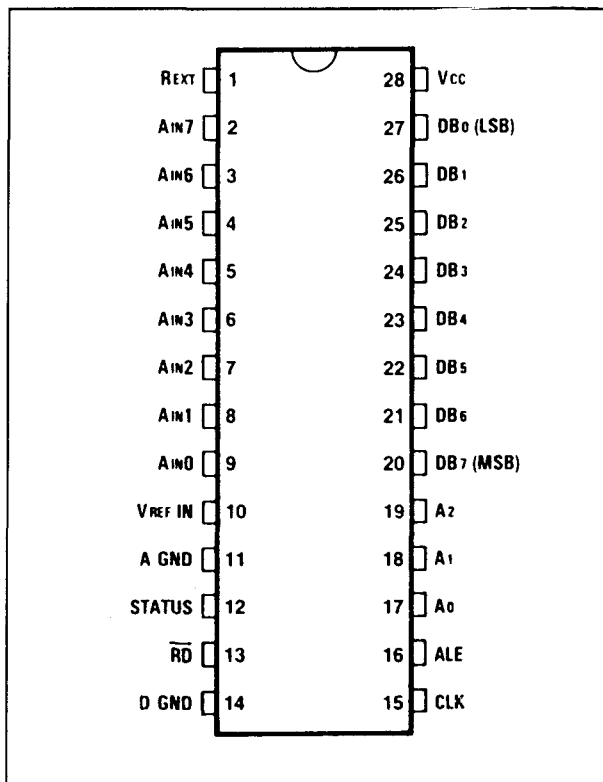 REXT 1 28 VCC
AIN7 2 27 DB0 (LSB)
AIN6 3 26 DB1
AIN5 4 25 DB2
AIN4 5 24 DB3
AIN3 6 23 DB4
AIN2 7 22 DB5
AIN1 8 21 DB6
AIN0 9 20 DB7 (MSB)
VREF IN 10 19 A2
A GND 11 18 A1
STATUS 12 17 A0
R̅D̅ 13 16 ALE
D GND 14 15 CLK